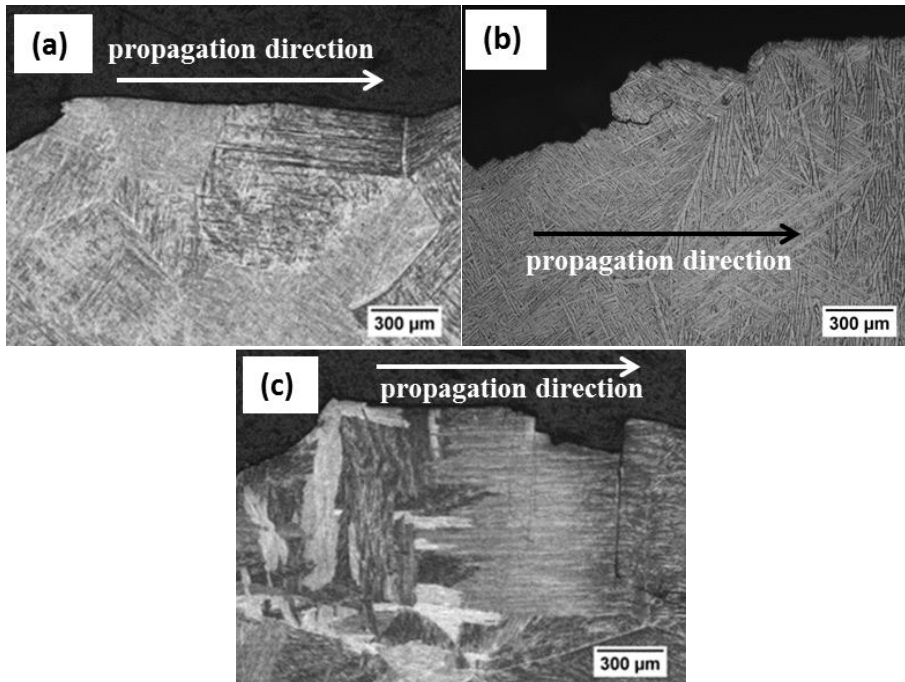 (a)
propagation direction
300 µm
(b)
propagation direction
300 µm
(c)
propagation direction
300 µm